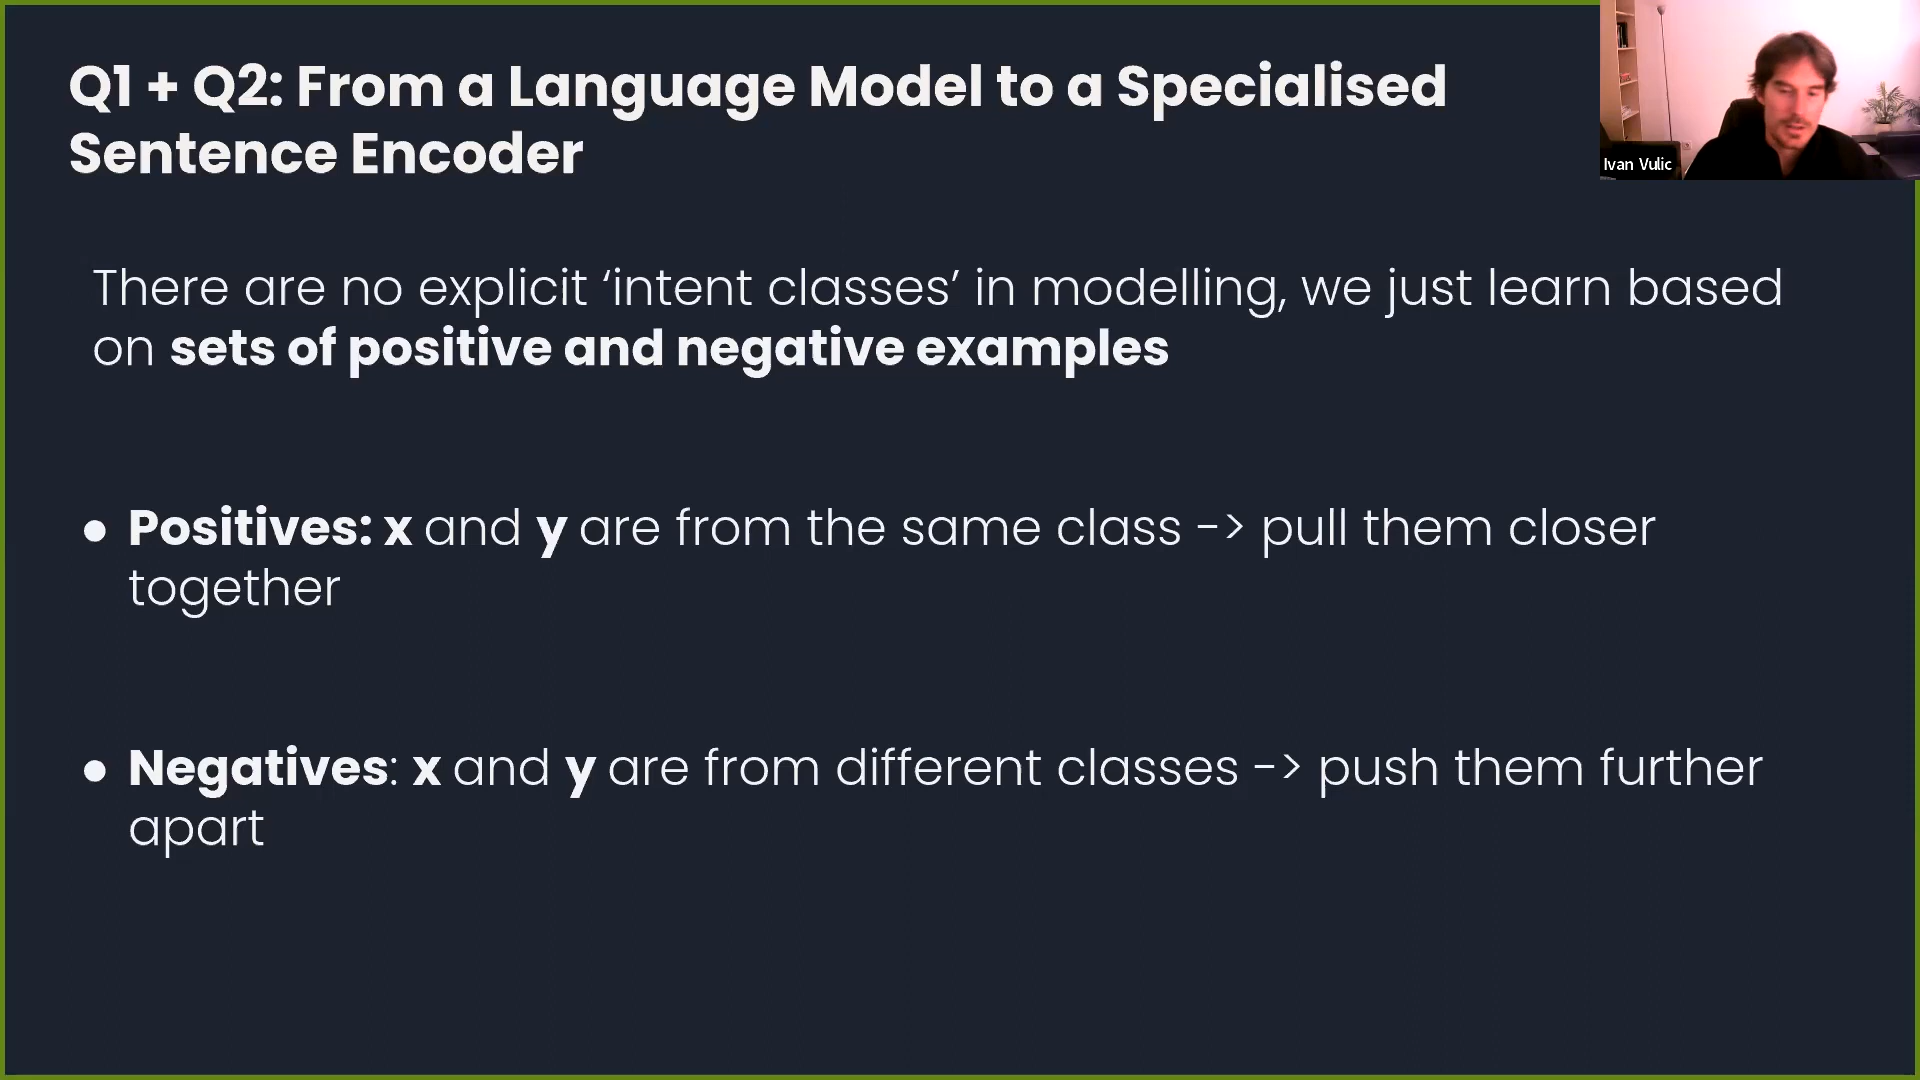 Q1 + Q2: From a Language Model to a Specialised
Sentence Encoder
Ivan Vulic
There are no explicit ‘intent classes’ in modelling, we just learn based
on sets of positive and negative examples
● Positives: x and y are from the same class -> pull them closer
together
● Negatives: x and y are from different classes -> push them further
apart